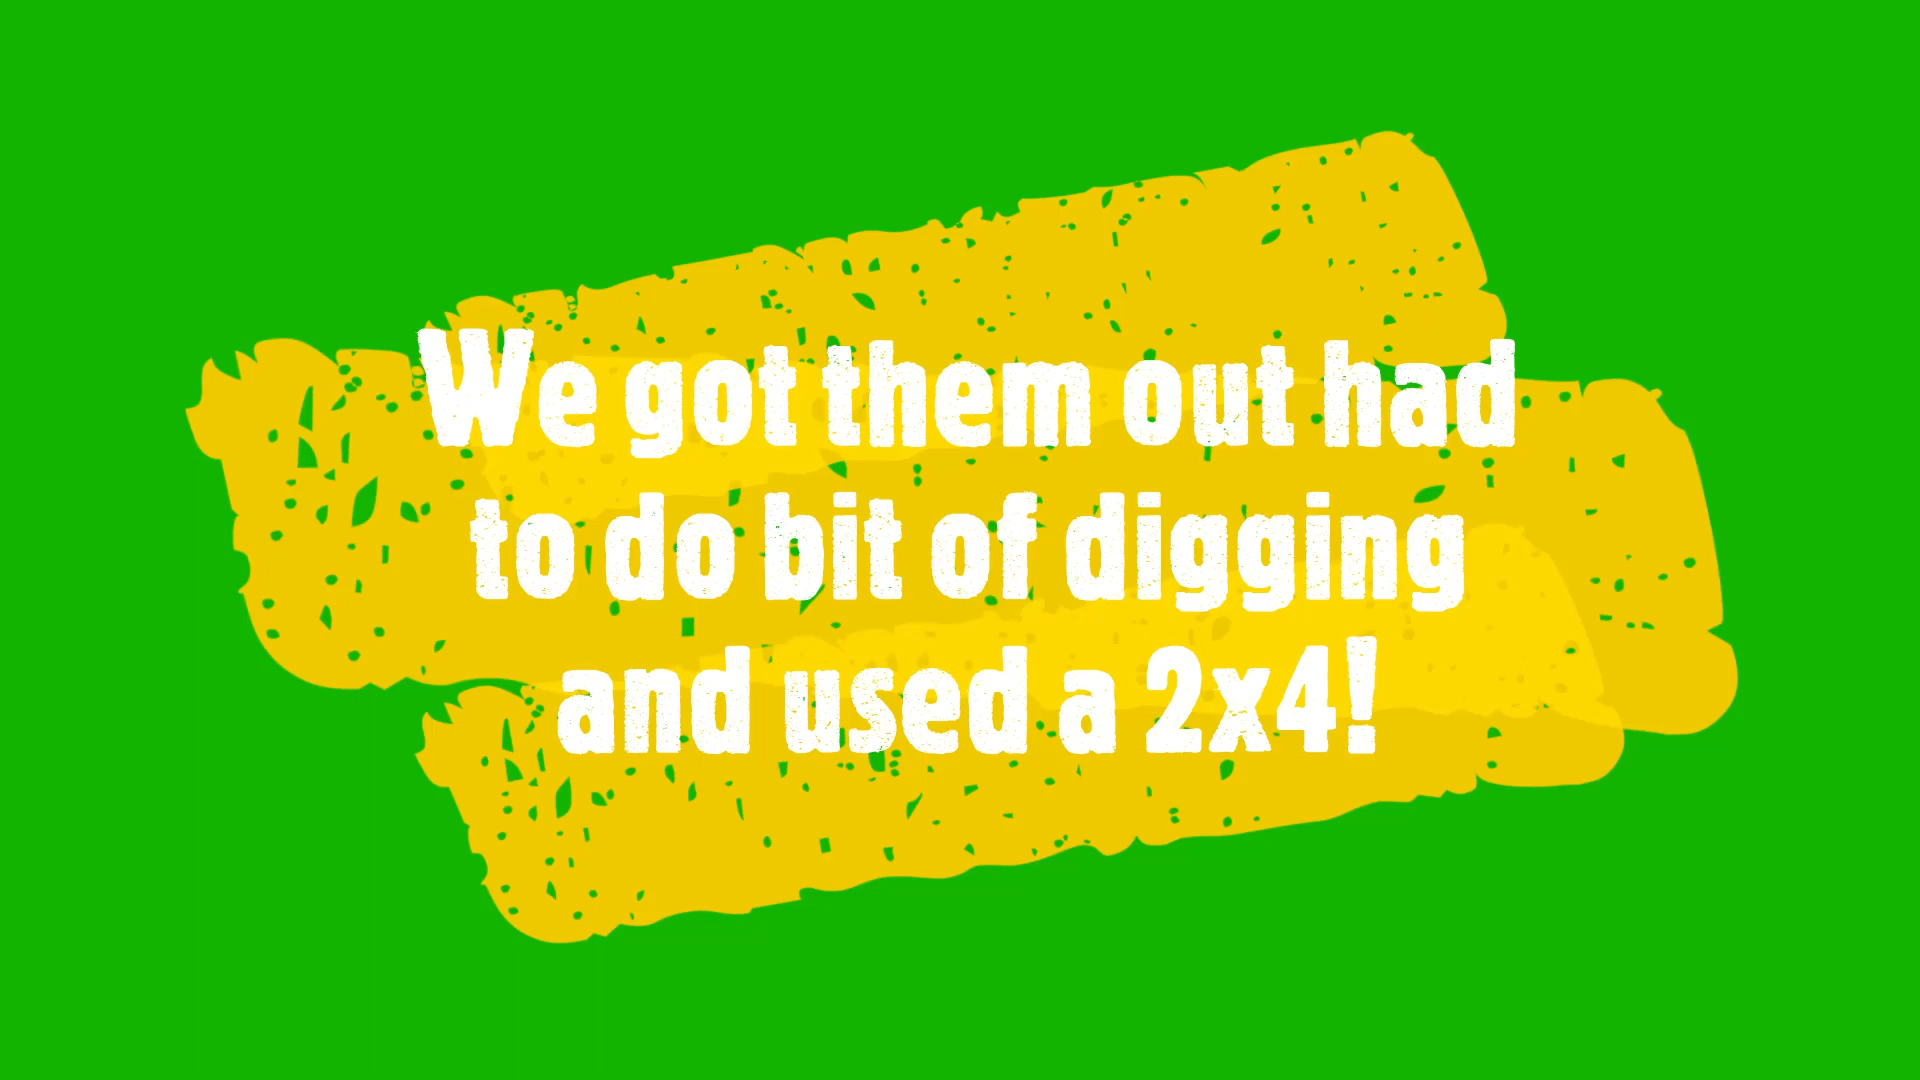 We got them out had
to do bit of digging
and used a 2x4!